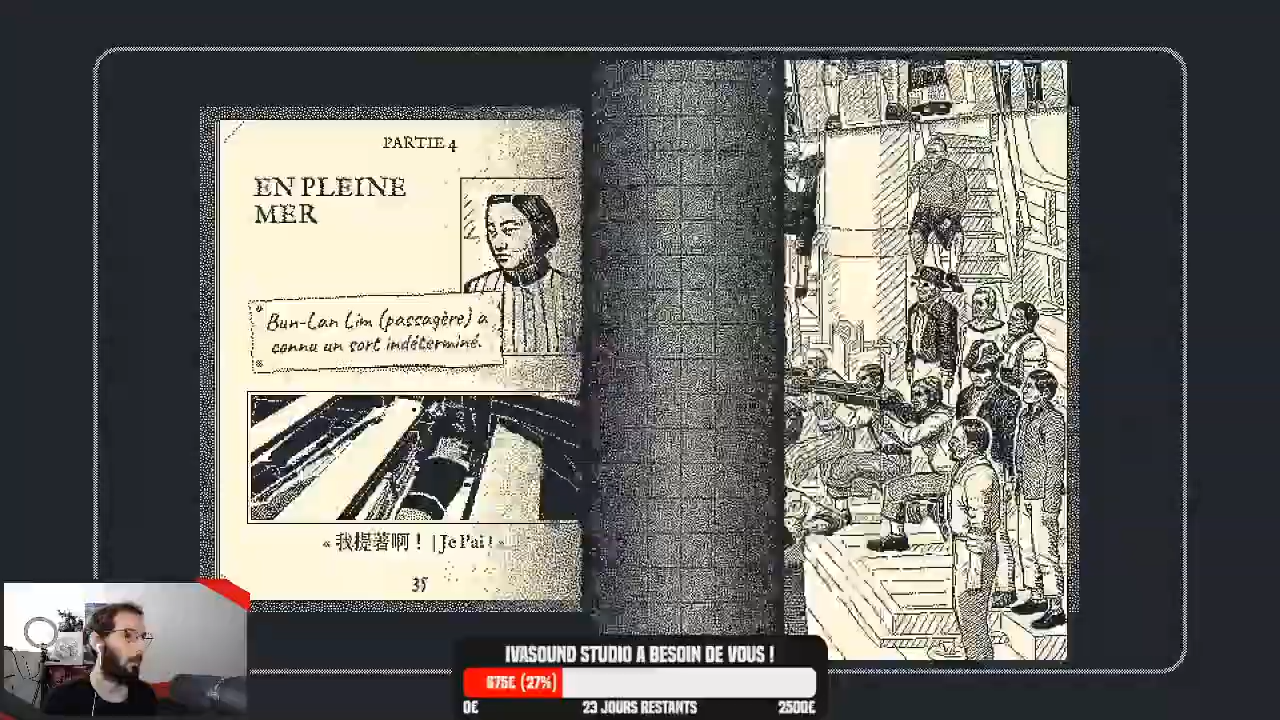 PARTIE 4
EN PLEINE
MER
Bun-Lan Lim (passagère) a
connu un sort indéterminé.
« 我提著啊！ | Je l'ai ! »
35
IVASOUND STUDIO A BESOIN DE VOUS !
675€ (27%)
0€ 23 JOURS RESTANTS 2500€